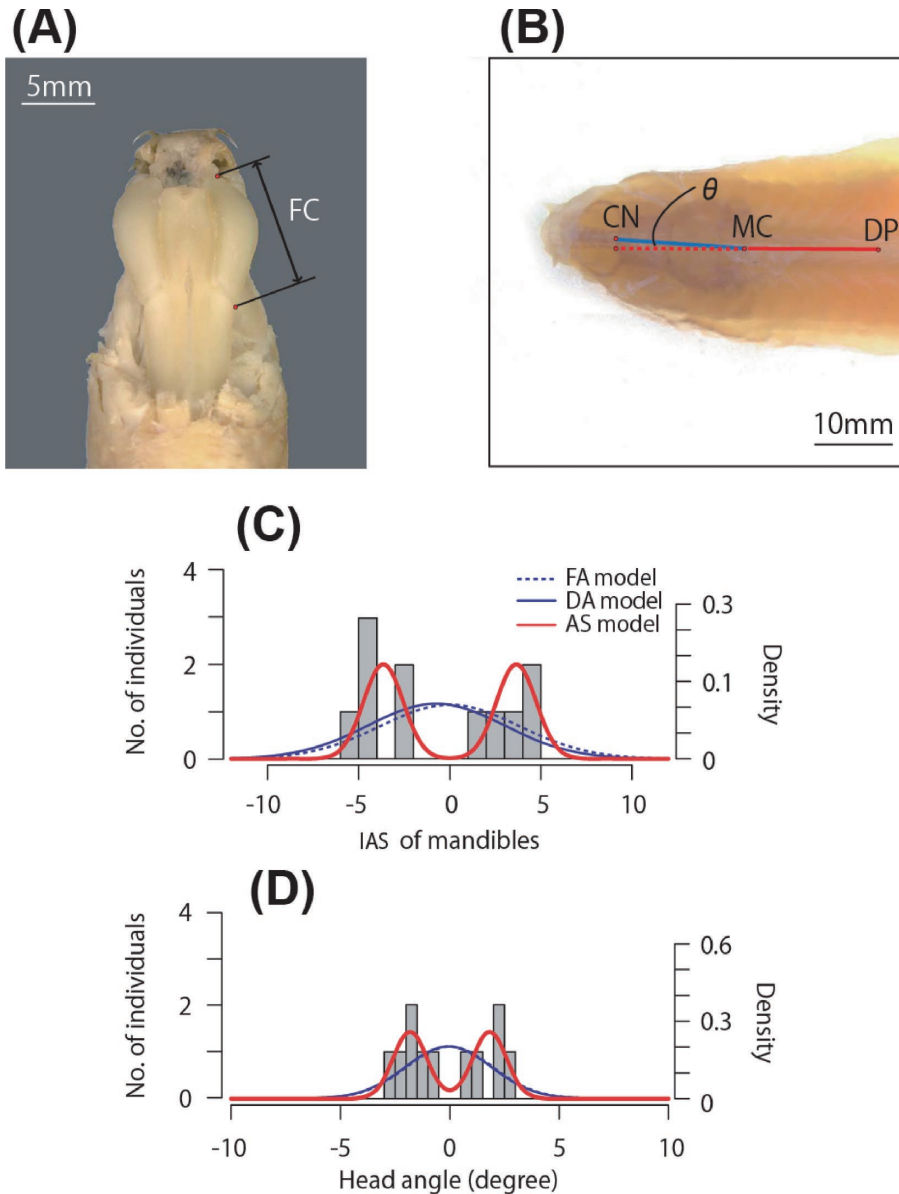 (A)
5mm
FC
(B)
CN
θ
MC
DP
10mm
(C)
No. of individuals
4
2
0
FA model
DA model
AS model
0.3
0.1
0
Density
-10 -5 0 5 10
IAS of mandibles
(D)
No. of individuals
4
2
0
0.6
0.3
0
Density
-10 -5 0 5 10
Head angle (degree)